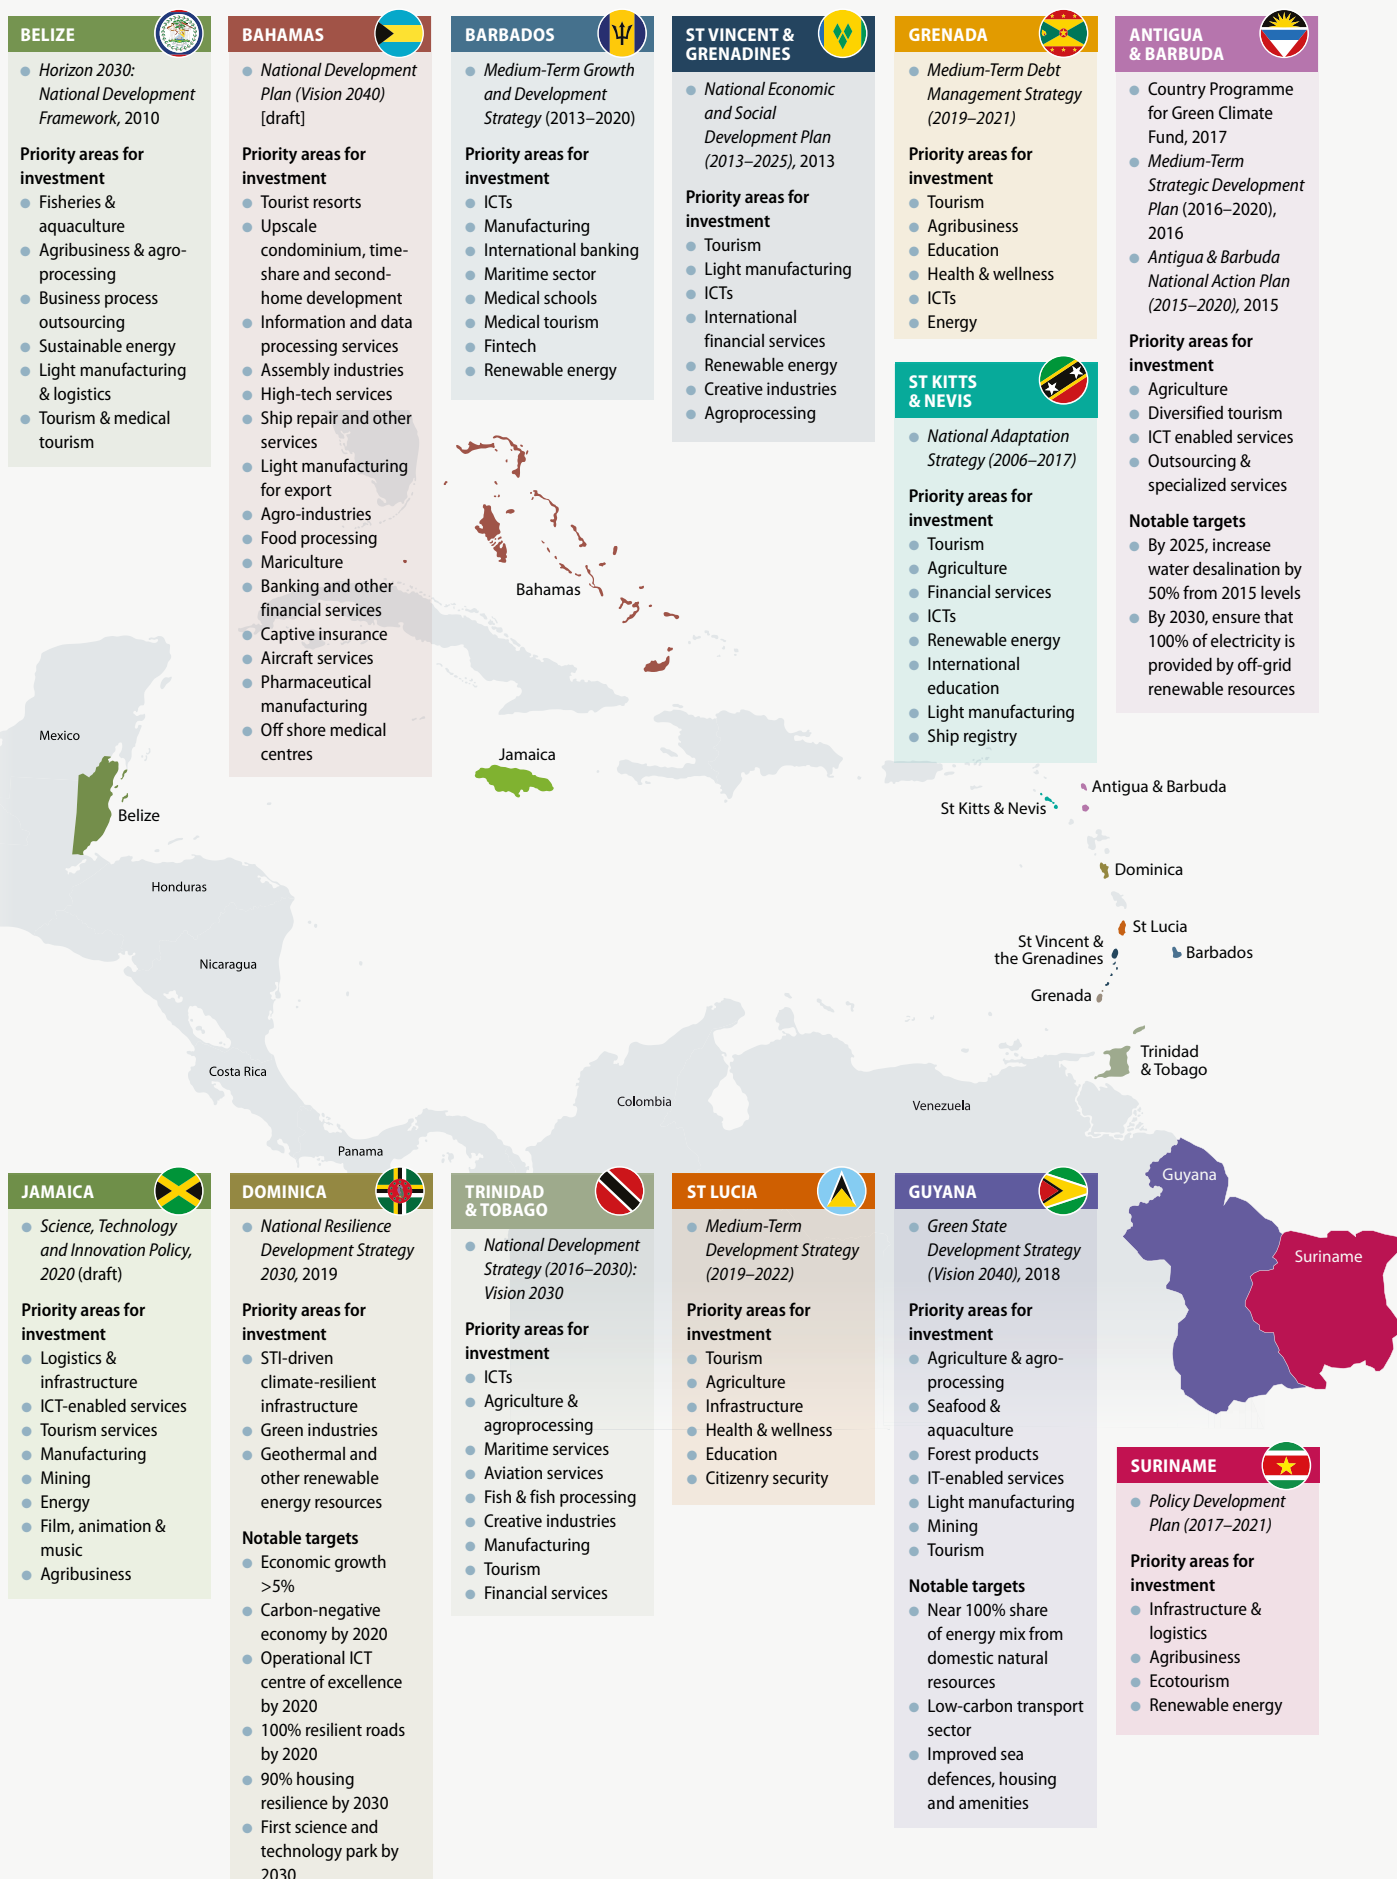 BELIZE
Horizon 2030:
National Development
Framework, 2010
Priority areas for
investment
Fisheries &
aquaculture
Agribusiness & agro-
processing
Business process
outsourcing
Sustainable energy
Light manufacturing
& logistics
Tourism & medical
tourism
BAHAMAS
National Development
Plan (Vision 2040)
[draft]
Priority areas for
investment
Tourist resorts
Upscale
condominium, time-
share and second-
home development
Information and data
processing services
Assembly industries
High-tech services
Ship repair and other
services
Light manufacturing
for export
Agro-industries
Food processing
Mariculture
Banking and other
financial services
Captive insurance
Aircraft services
Pharmaceutical
manufacturing
Off shore medical
centres
BARBADOS
Medium-Term Growth
and Development
Strategy (2013–2020)
Priority areas for
investment
ICTs
Manufacturing
International banking
Maritime sector
Medical schools
Medical tourism
Fintech
Renewable energy
ST VINCENT &
GRENADINES
National Economic
and Social
Development Plan
(2013–2025), 2013
Priority areas for
investment
Tourism
Light manufacturing
ICTs
International
financial services
Renewable energy
Creative industries
Agroprocessing
GRENADA
Medium-Term Debt
Management Strategy
(2019–2021)
Priority areas for
investment
Tourism
Agribusiness
Education
Health & wellness
ICTs
Energy
ST KITTS
& NEVIS
National Adaptation
Strategy (2006–2017)
Priority areas for
investment
Tourism
Agriculture
Financial services
ICTs
Renewable energy
International
education
Light manufacturing
Ship registry
ANTIGUA
& BARBUDA
Country Programme
for Green Climate
Fund, 2017
Medium-Term
Strategic Development
Plan (2016–2020),
2016
Antigua & Barbuda
National Action Plan
(2015–2020), 2015
Priority areas for
investment
Agriculture
Diversified tourism
ICT enabled services
Outsourcing &
specialized services
Notable targets
By 2025, increase
water desalination by
50% from 2015 levels
By 2030, ensure that
100% of electricity is
provided by off-grid
renewable resources
Bahamas
Mexico
Jamaica
Belize
Antigua & Barbuda
St Kitts & Nevis
Honduras
Dominica
St Lucia
St Vincent &
the Grenadines
Barbados
Nicaragua
Grenada
Trinidad
& Tobago
Costa Rica
Colombia
Venezuela
Panama
Guyana
Suriname
JAMAICA
Science, Technology
and Innovation Policy,
2020 (draft)
Priority areas for
investment
Logistics &
infrastructure
ICT-enabled services
Tourism services
Manufacturing
Mining
Energy
Film, animation &
music
Agribusiness
DOMINICA
National Resilience
Development Strategy
2030, 2019
Priority areas for
investment
STI-driven
climate-resilient
infrastructure
Green industries
Geothermal and
other renewable
energy resources
Notable targets
Economic growth
>5%
Carbon-negative
economy by 2020
Operational ICT
centre of excellence
by 2020
100% resilient roads
by 2020
90% housing
resilience by 2030
First science and
technology park by
2030
TRINIDAD
& TOBAGO
National Development
Strategy (2016–2030):
Vision 2030
Priority areas for
investment
ICTs
Agriculture &
agroprocessing
Maritime services
Aviation services
Fish & fish processing
Creative industries
Manufacturing
Tourism
Financial services
ST LUCIA
Medium-Term
Development Strategy
(2019–2022)
Priority areas for
investment
Tourism
Agriculture
Infrastructure
Health & wellness
Education
Citizenry security
GUYANA
Green State
Development Strategy
(Vision 2040), 2018
Priority areas for
investment
Agriculture & agro-
processing
Seafood &
aquaculture
Forest products
IT-enabled services
Light manufacturing
Mining
Tourism
Notable targets
Near 100% share
of energy mix from
domestic natural
resources
Low-carbon transport
sector
Improved sea
defences, housing
and amenities
SURINAME
Policy Development
Plan (2017–2021)
Priority areas for
investment
Infrastructure &
logistics
Agribusiness
Ecotourism
Renewable energy